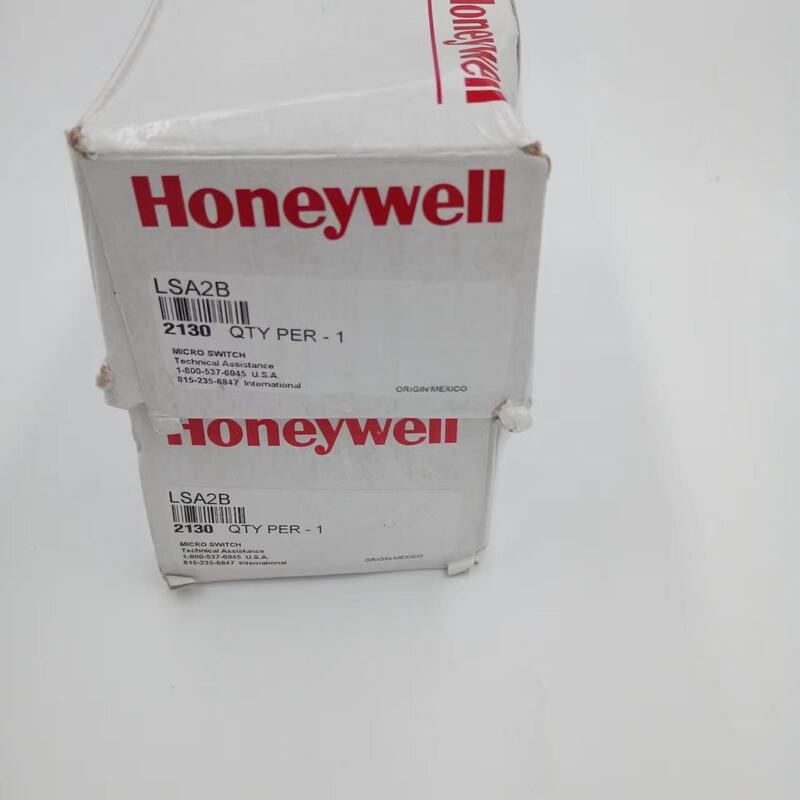 Honeywell
Honeywell
LSA2B
2130 QTY PER - 1
MICRO SWITCH
Technical Assistance
1-800-537-6945 U.S.A.
815-235-6847 International
ORIGIN:MEXICO
Honeywell
LSA2B
2130 QTY PER - 1
MICRO SWITCH
Technical Assistance
1-800-537-6945 U.S.A.
815-235-6847 International
ORIGIN:MEXICO